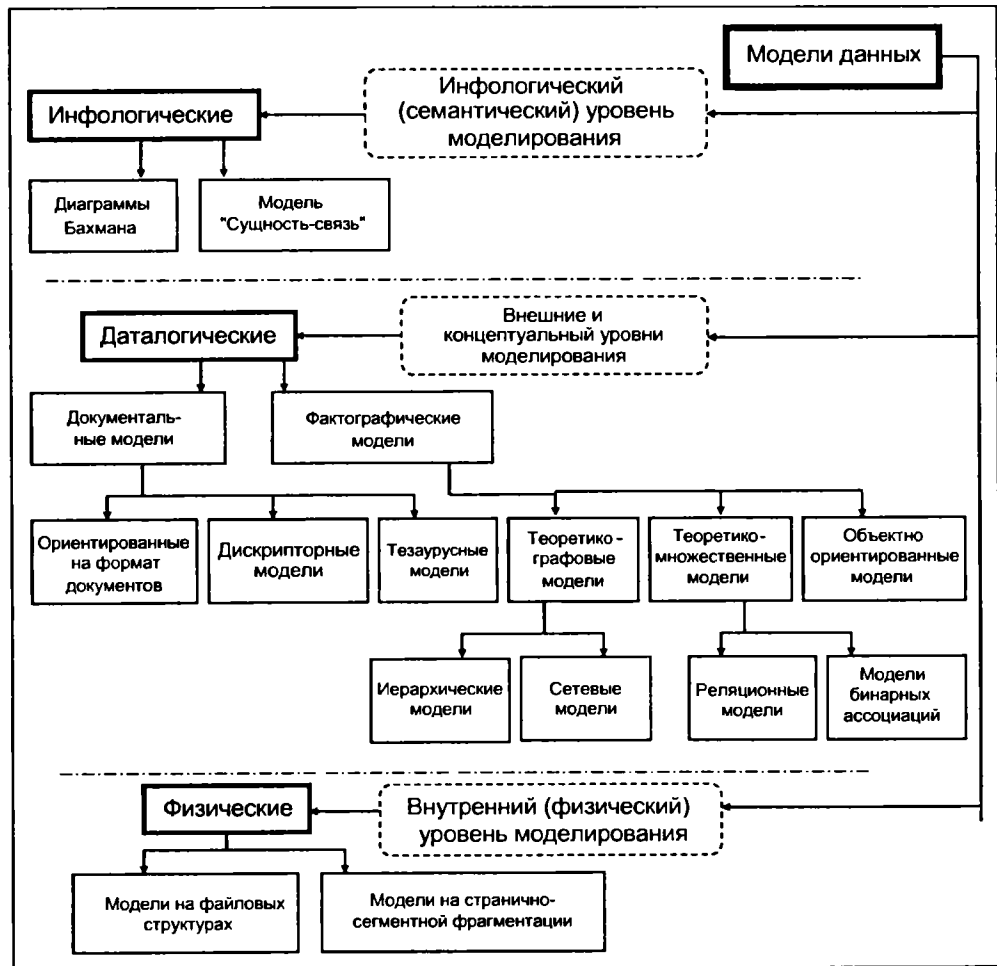 Модели данных
Инфологический
(семантический) уровень
моделирования
Инфологические
Диаграммы
Бахмана
Модель
"Сущность-связь"
Внешние и
концептуальный уровни
моделирования
Даталогические
Документаль-
ные модели
Фактографические
модели
Ориентированные
на формат
документов
Дискрипторные
модели
Тезаурусные
модели
Теоретико-
графовые
модели
Теоретико-
множественные
модели
Объектно
ориентированные
модели
Иерархические
модели
Сетевые
модели
Реляционные
модели
Модели
бинарных
ассоциаций
Физические
Внутренний (физический)
уровень моделирования
Модели на файловых
структурах
Модели на странично-
сегментной фрагментации